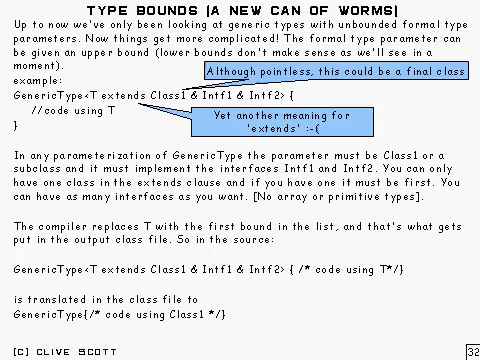 TYPE BOUNDS (A NEW CAN OF WORMS)
Up to now we've only been looking at generic types with unbounded formal type
parameters. Now things get more complicated! The formal type parameter can
be given an upper bound (lower bounds don't make sense as we'll see in a
moment).
Although pointless, this could be a final class
example:
GenericType<T extends Class1 & Intf1 & Intf2> {
//code using T
Yet another meaning for
'extends' :-(
}
In any parameterization of GenericType the parameter must be Class1 or a
subclass and it must implement the interfaces Intf1 and Intf2. You can only
have one class in the extends clause and if you have one it must be first. You
can have as many interfaces as you want. [No array or primitive types].
The compiler replaces T with the first bound in the list, and that's what gets
put in the output class file. So in the source:
GenericType<T extends Class1 & Intf1 & Intf2> { /* code using T*/}
is translated in the class file to
GenericType{/* code using Class1 */}
(C) CLIVE SCOTT
32